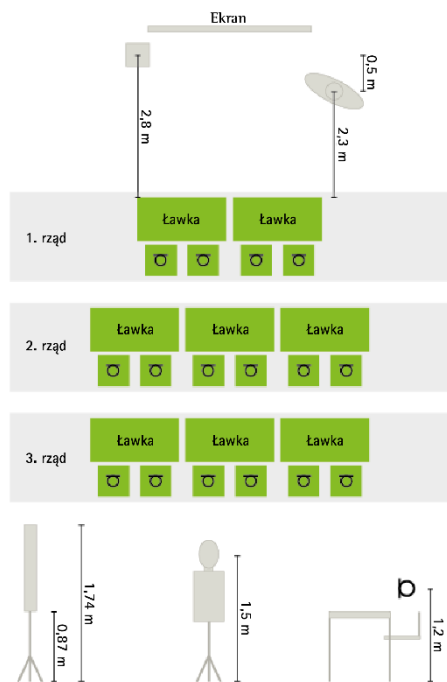 Ekran
0,5 m
2,8 m
2,3 m
Ławka Ławka
1. rząd
Ławka Ławka Ławka
2. rząd
Ławka Ławka Ławka
3. rząd
0,87 m
1,74 m
1,5 m
1,2 m